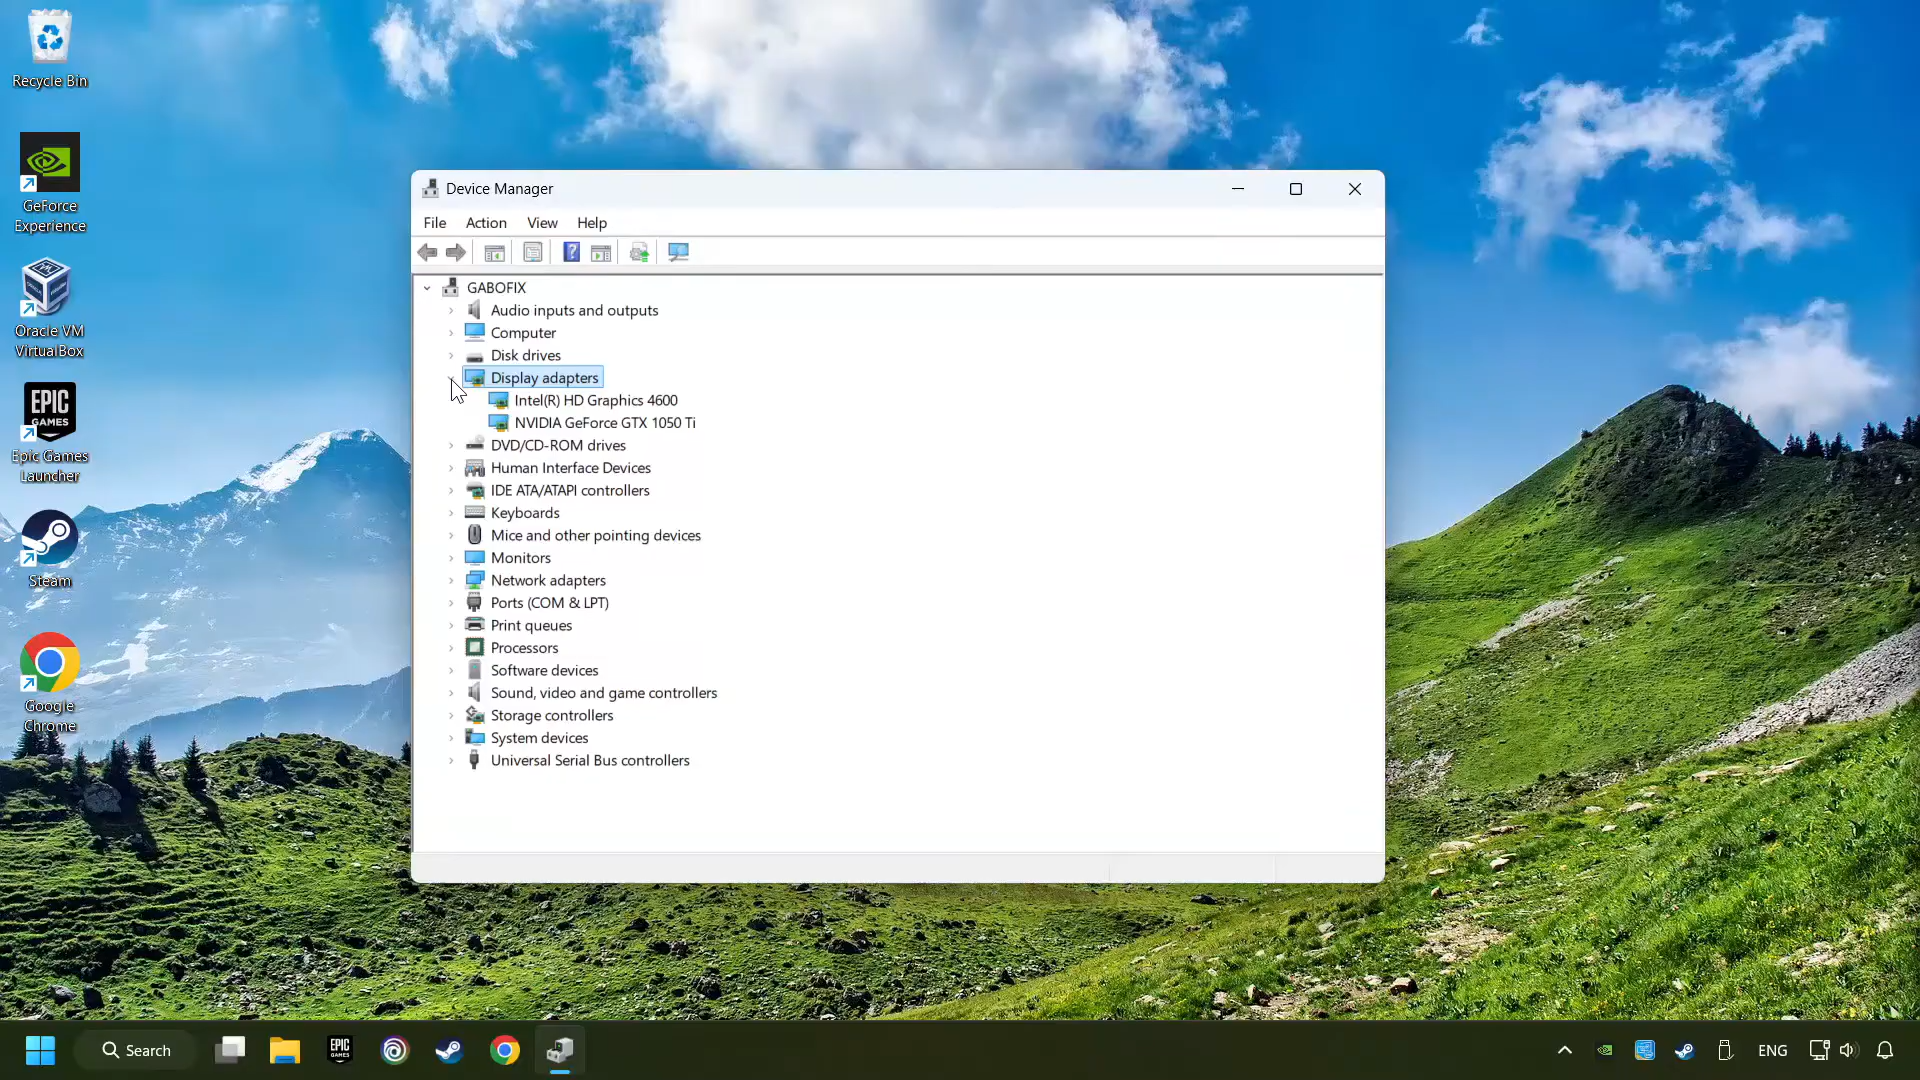 Recycle Bin
GeForce
Experience
Oracle VM
VirtualBox
EPIC
GAMES
Epic Games
Launcher
Steam
Google
Chrome
Device Manager
File Action View Help
?
GABOFIX
Audio inputs and outputs
Computer
Disk drives
Display adapters
Intel(R) HD Graphics 4600
NVIDIA GeForce GTX 1050 Ti
DVD/CD-ROM drives
Human Interface Devices
IDE ATA/ATAPI controllers
Keyboards
Mice and other pointing devices
Monitors
Network adapters
Ports (COM & LPT)
Print queues
Processors
Software devices
Sound, video and game controllers
Storage controllers
System devices
Universal Serial Bus controllers
Search
EPIC
GAMES
ENG